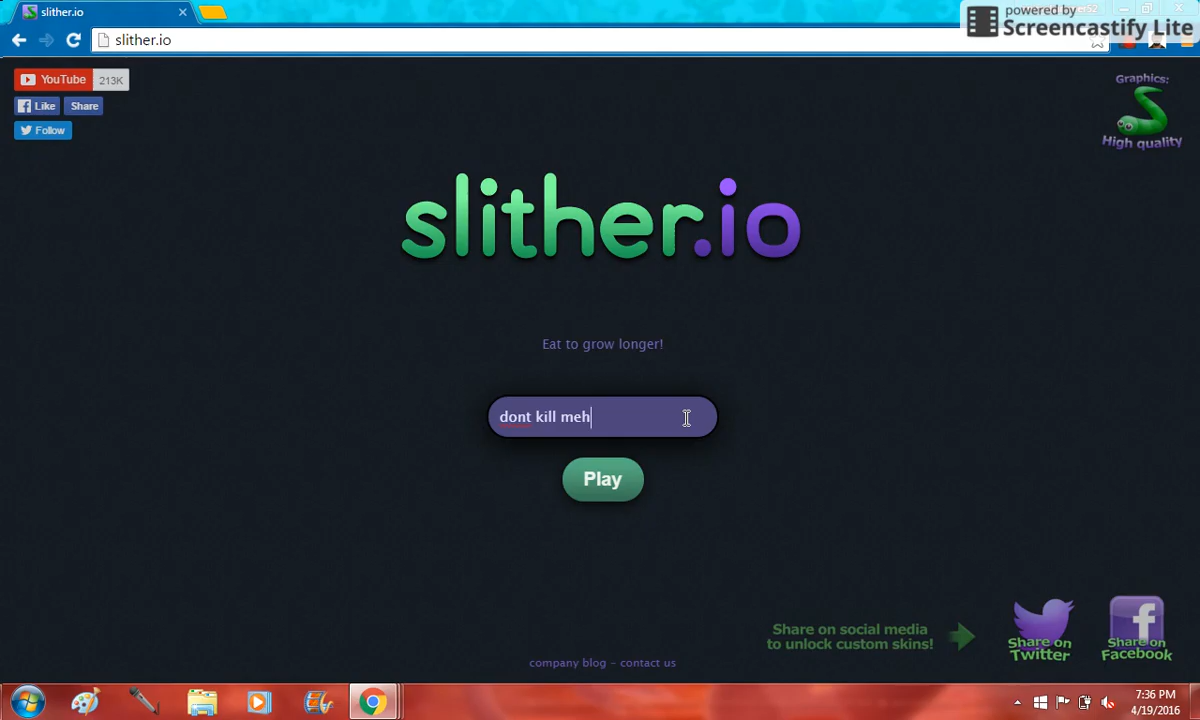 slither.io
powered by
Screencastify Lite
slither.io
YouTube 213K
Like Share
Follow
Graphics:
High quality
slither.io
Eat to grow longer!
dont kill meh
Play
Share on social media
to unlock custom skins!
Share on
Twitter
Share on
Facebook
company blog - contact us
7:36 PM
4/19/2016